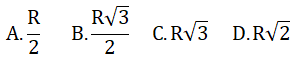 A. R/2 B. R√3/2 C. R√3 D. R√2